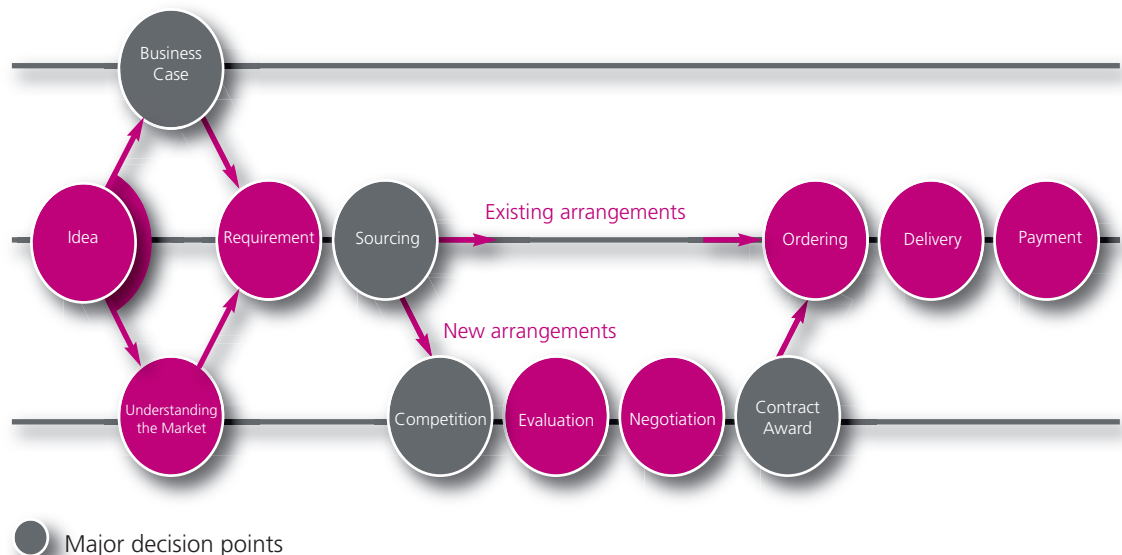 Business
Case
Idea
Requirement
Sourcing
Existing arrangements
Ordering
Delivery
Payment
New arrangements
Understanding
the Market
Competition
Evaluation
Negotiation
Contract
Award
Major decision points